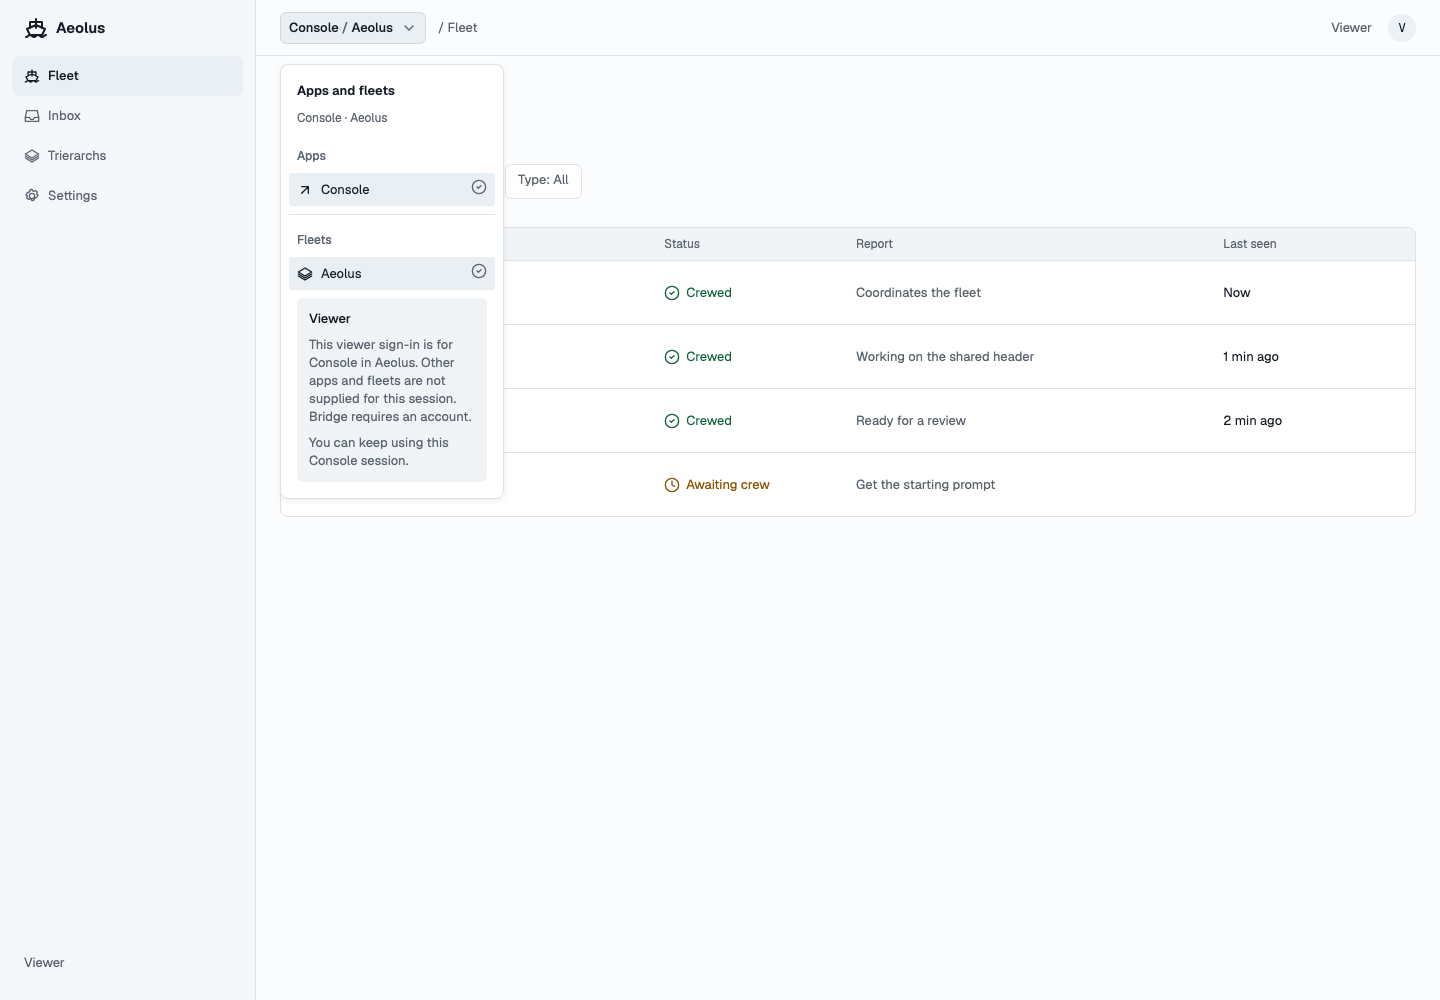 Aeolus
Console / Aeolus
/ Fleet
Viewer
V
Fleet
Inbox
Trierarchs
Settings
Apps and fleets
Console · Aeolus
Apps
Console
Fleets
Aeolus
Viewer
This viewer sign-in is for
Console in Aeolus. Other
apps and fleets are not
supplied for this session.
Bridge requires an account.
You can keep using this
Console session.
Type: All
Status Report Last seen
Crewed Coordinates the fleet Now
Crewed Working on the shared header 1 min ago
Crewed Ready for a review 2 min ago
Awaiting crew Get the starting prompt
Viewer